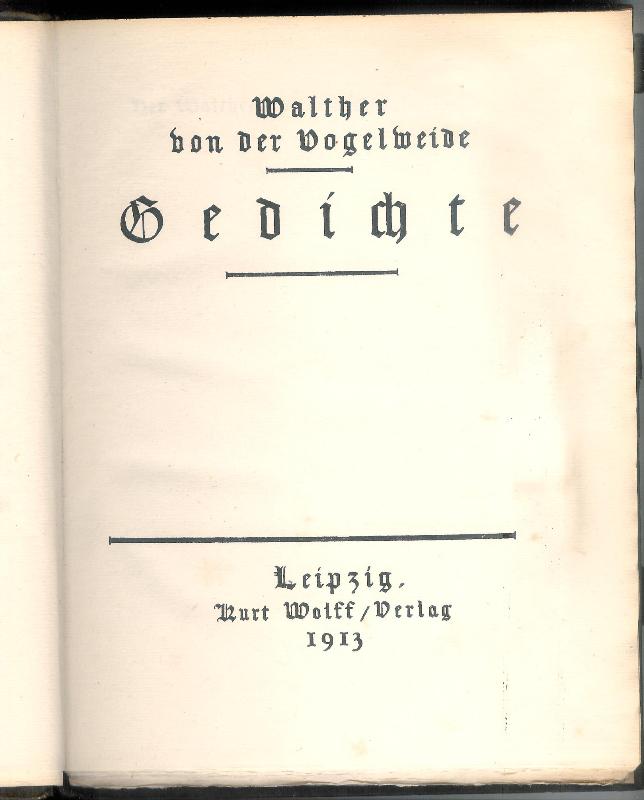 Walther
von der Vogelweide
Gedichte
Leipzig.
Kurt Wolff/Verlag
1913